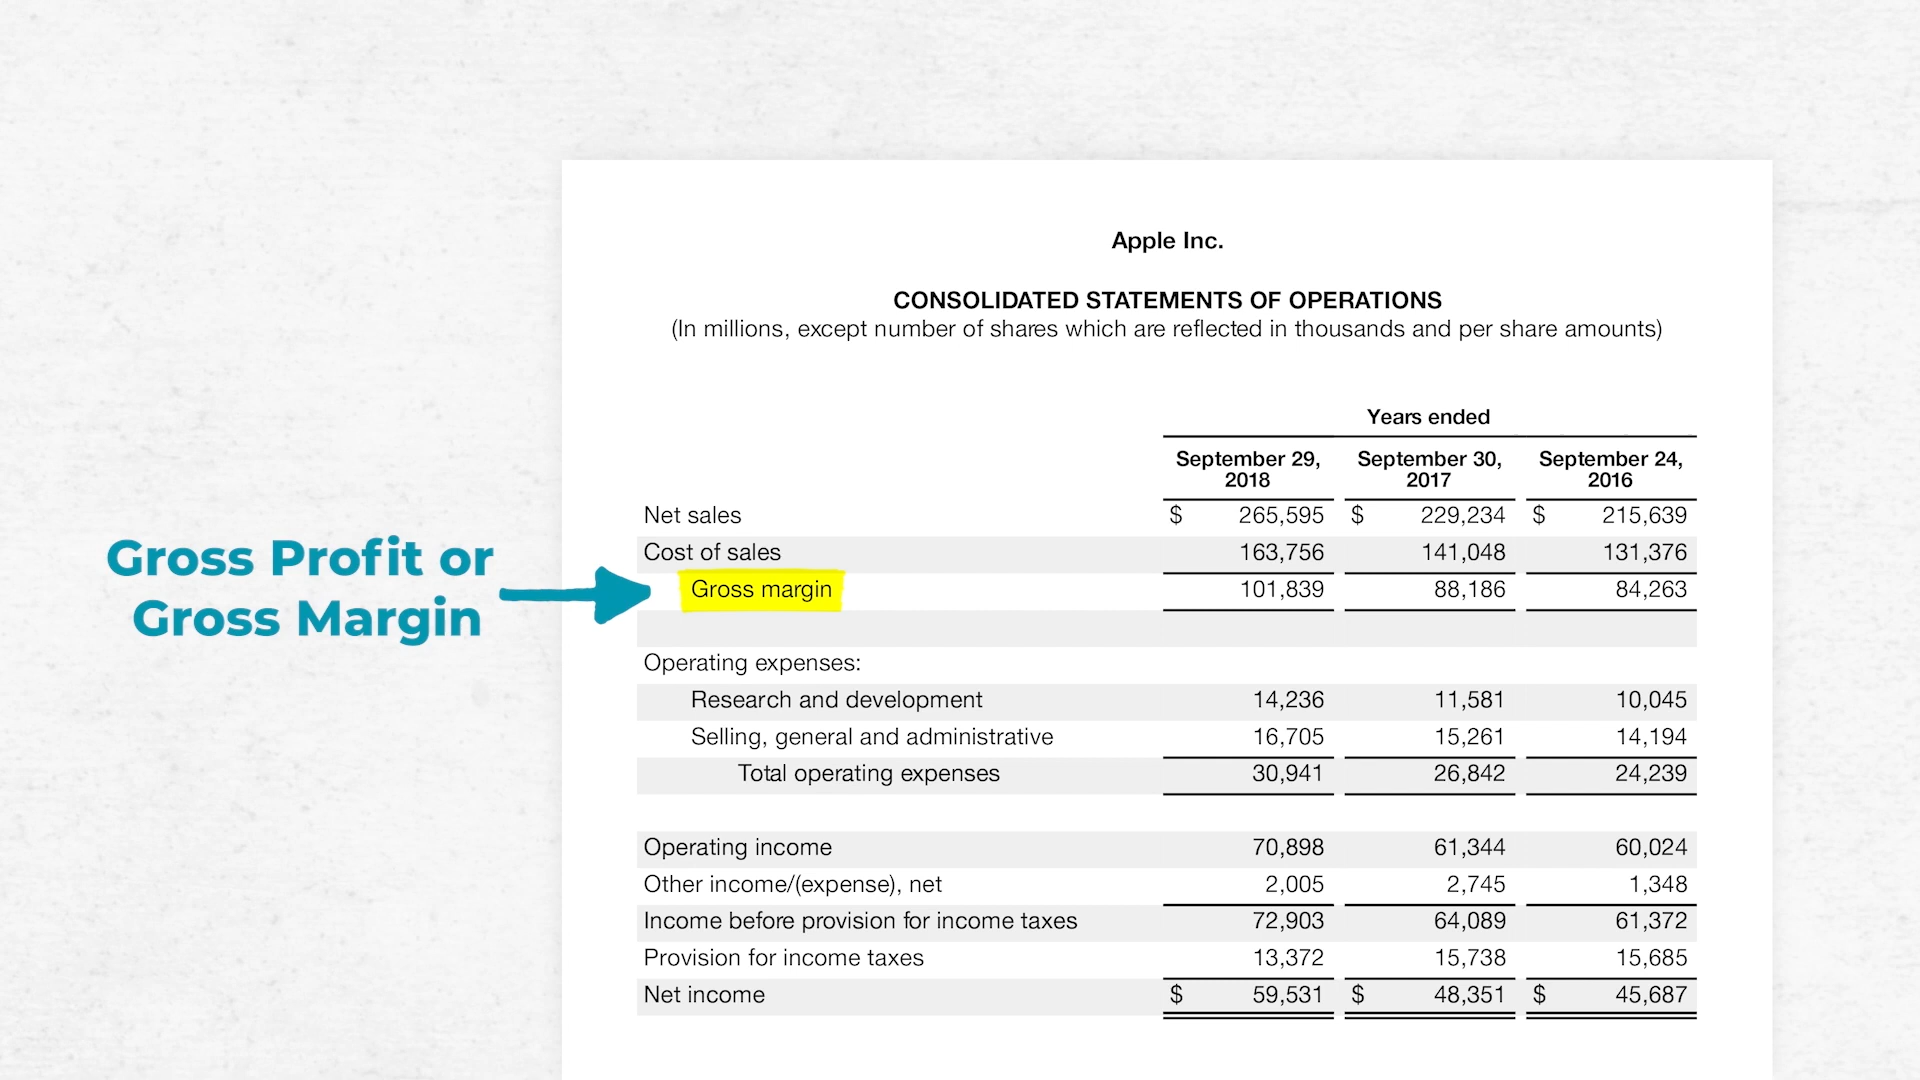 Gross Profit or
Gross Margin
Apple Inc.
CONSOLIDATED STATEMENTS OF OPERATIONS
(In millions, except number of shares which are reflected in thousands and per share amounts)
Years ended
September 29, 2018 September 30, 2017 September 24, 2016
Net sales $ 265,595 $ 229,234 $ 215,639
Cost of sales 163,756 141,048 131,376
Gross margin 101,839 88,186 84,263
Operating expenses:
Research and development 14,236 11,581 10,045
Selling, general and administrative 16,705 15,261 14,194
Total operating expenses 30,941 26,842 24,239
Operating income 70,898 61,344 60,024
Other income/(expense), net 2,005 2,745 1,348
Income before provision for income taxes 72,903 64,089 61,372
Provision for income taxes 13,372 15,738 15,685
Net income $ 59,531 $ 48,351 $ 45,687